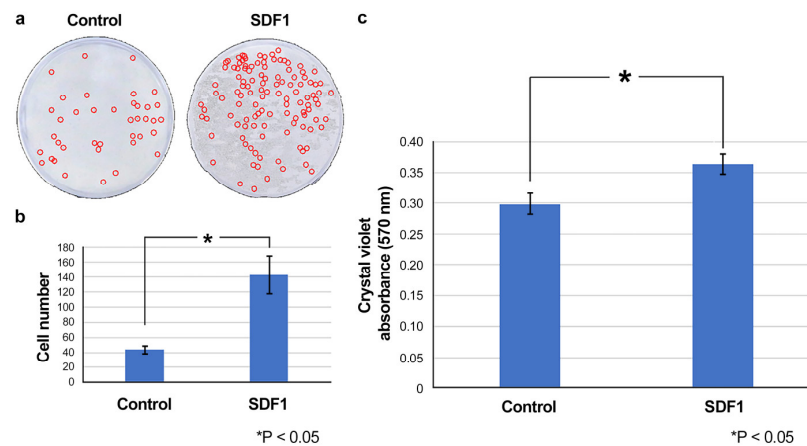 a
Control
SDF1
b
Cell number
180
160
140
120
100
80
60
40
20
0
*
Control
SDF1
*P < 0.05
c
Crystal violet
absorbance (570 nm)
0.40
0.35
0.30
0.25
0.20
0.15
0.10
0.05
0
*
Control
SDF1
*P < 0.05